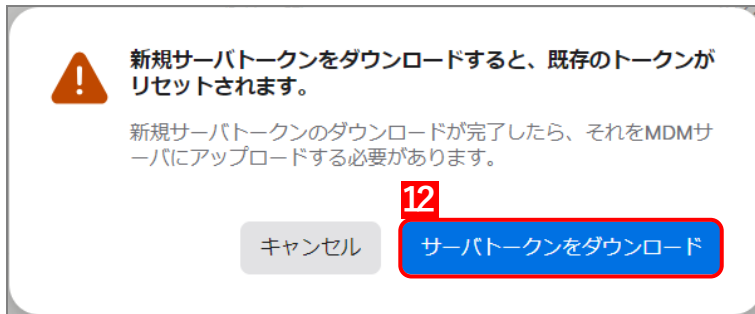 新規サーバトークンをダウンロードすると、既存のトークンが
リセットされます。
新規サーバトークンのダウンロードが完了したら、それをMDMサ
ーバにアップロードする必要があります。
12
キャンセル
サーバトークンをダウンロード